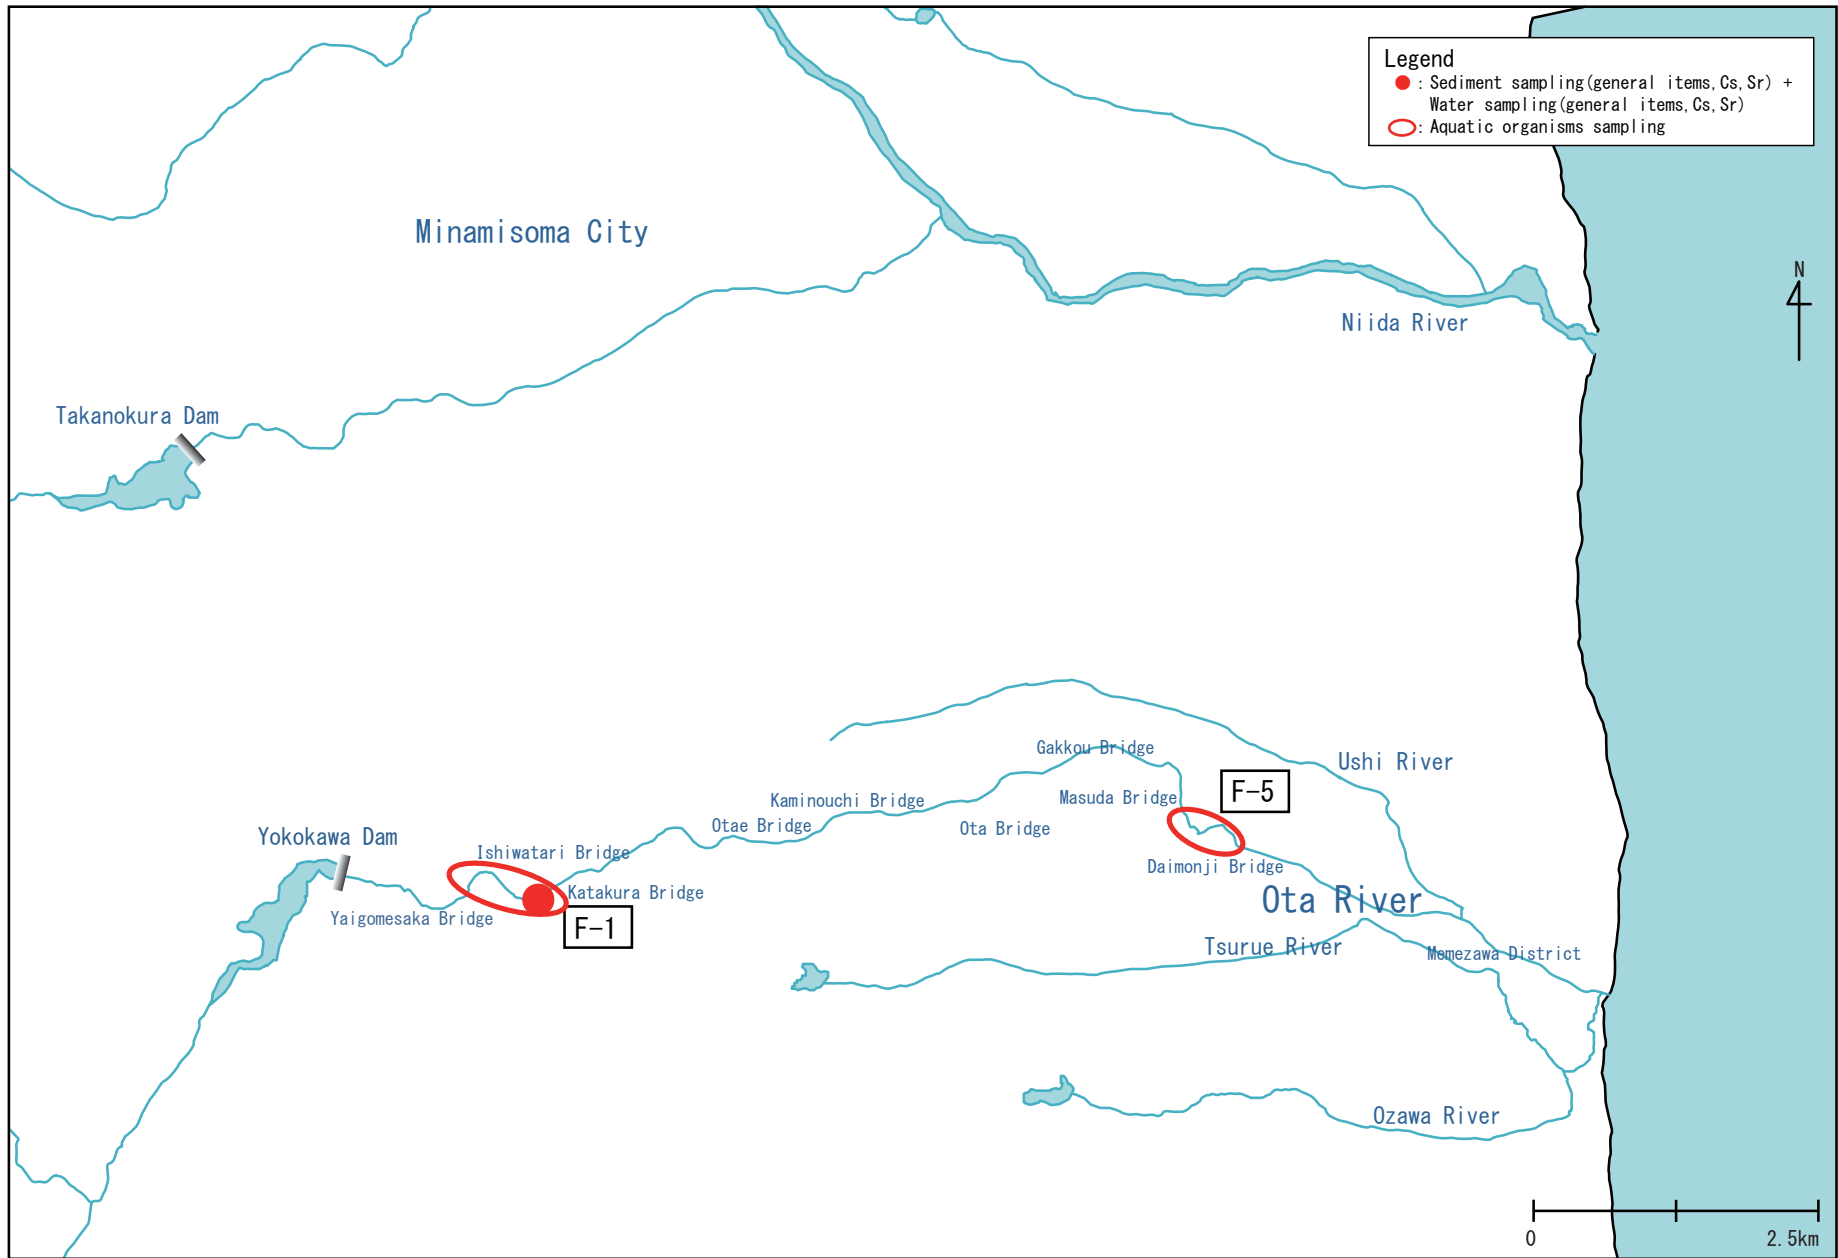 Legend
: Sediment sampling(general items,Cs,Sr) +
Water sampling(general items,Cs,Sr)
: Aquatic organisms sampling
Minamisoma City
N
Niida River
Takanokura Dam
Gakkou Bridge
Ushi River
F-5
Masuda Bridge
Kaminouchi Bridge
Otae Bridge
Ota Bridge
Yokokawa Dam
Ishiwatari Bridge
Daimonji Bridge
Katakura Bridge
Ota River
Yaigomesaka Bridge
F-1
Tsurue River
Memezawa District
Ozawa River
0
2.5km